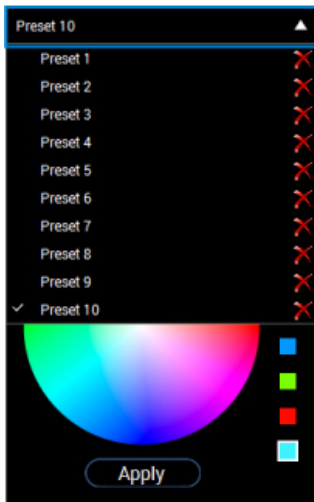 Preset 10
Preset 1
Preset 2
Preset 3
Preset 4
Preset 5
Preset 6
Preset 7
Preset 8
Preset 9
Preset 10
Apply